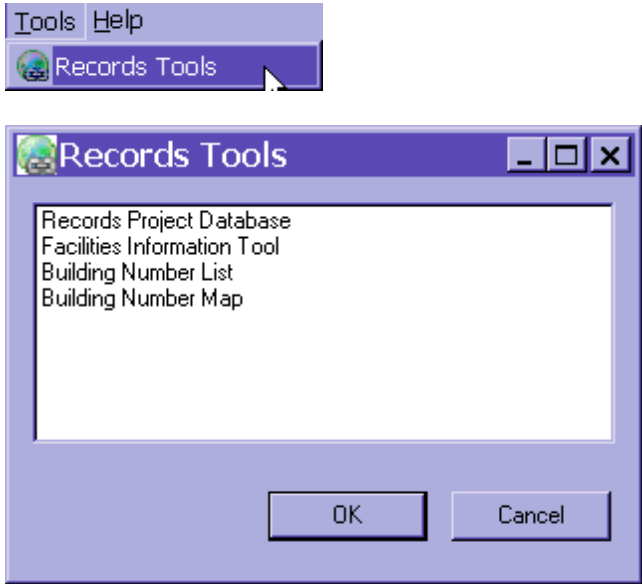 Tools Help
Records Tools
Records Tools
Records Project Database
Facilities Information Tool
Building Number List
Building Number Map
OK Cancel